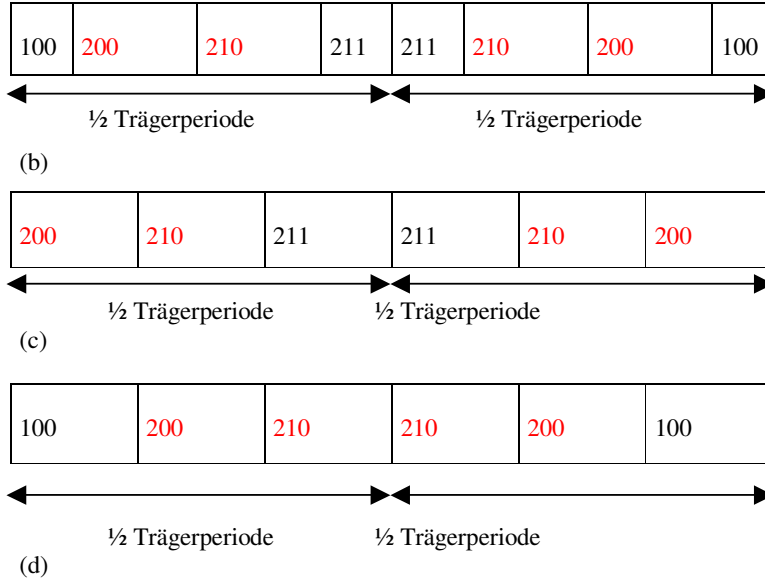 100 200 210 211 211 210 200 100
½ Trägerperiode ½ Trägerperiode
(b)
200 210 211 211 210 200
½ Trägerperiode ½ Trägerperiode
(c)
100 200 210 210 200 100
½ Trägerperiode ½ Trägerperiode
(d)